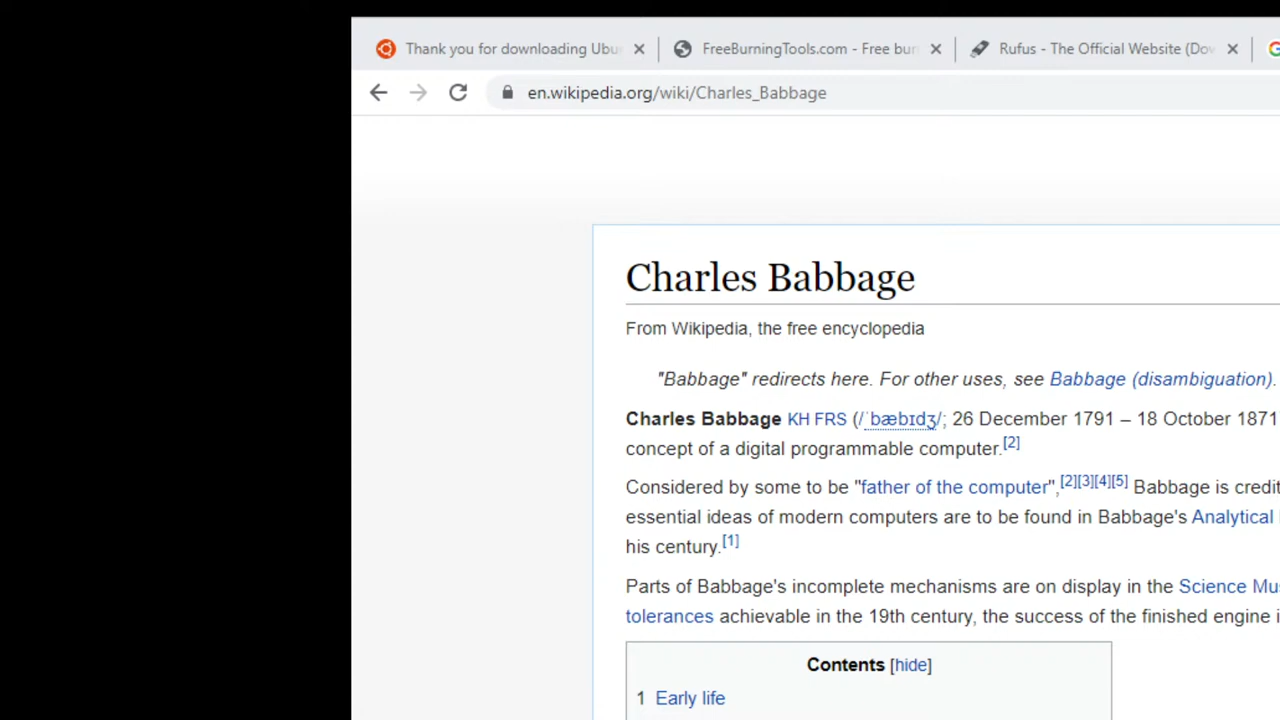 Thank you for downloading Ubu
FreeBurningTools.com - Free bur
Rufus - The Official Website (Dow
en.wikipedia.org/wiki/Charles_Babbage
Charles Babbage
From Wikipedia, the free encyclopedia
"Babbage" redirects here. For other uses, see Babbage (disambiguation).
Charles Babbage KH FRS (/ˈbæbɪdʒ/; 26 December 1791 – 18 October 1871
concept of a digital programmable computer.[2]
Considered by some to be "father of the computer",[2][3][4][5] Babbage is credit
essential ideas of modern computers are to be found in Babbage's Analytical
his century.[1]
Parts of Babbage's incomplete mechanisms are on display in the Science Mus
tolerances achievable in the 19th century, the success of the finished engine i
Contents [hide]
1 Early life